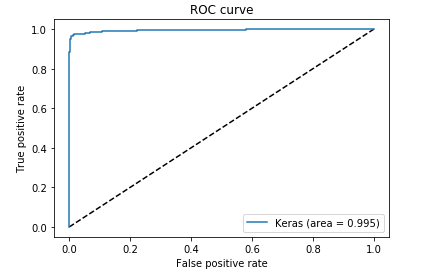 ROC curve
1.0
0.8
0.6
0.4
0.2
0.0
True positive rate
Keras (area = 0.995)
0.0 0.2 0.4 0.6 0.8 1.0
False positive rate